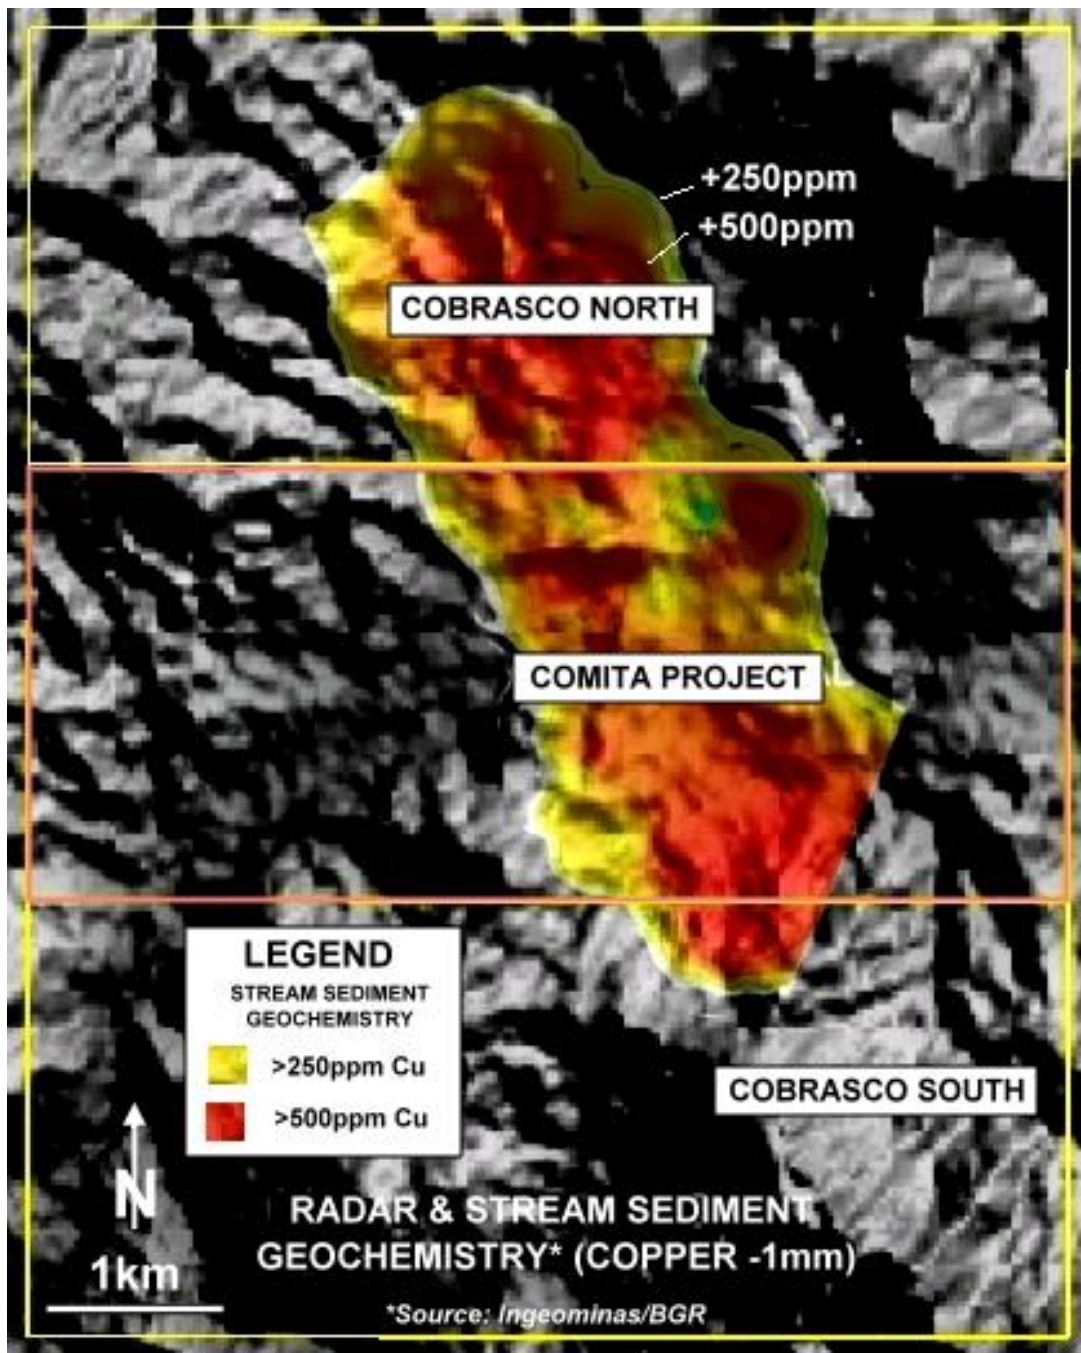 +250ppm
+500ppm
COBRASCO NORTH
COMITA PROJECT
LEGEND
STREAM SEDIMENT
GEOCHEMISTRY
>250ppm Cu
>500ppm Cu
COBRASCO SOUTH
N
1km
RADAR & STREAM SEDIMENT
GEOCHEMISTRY* (COPPER -1mm)
*Source: Ingeominas/BGR